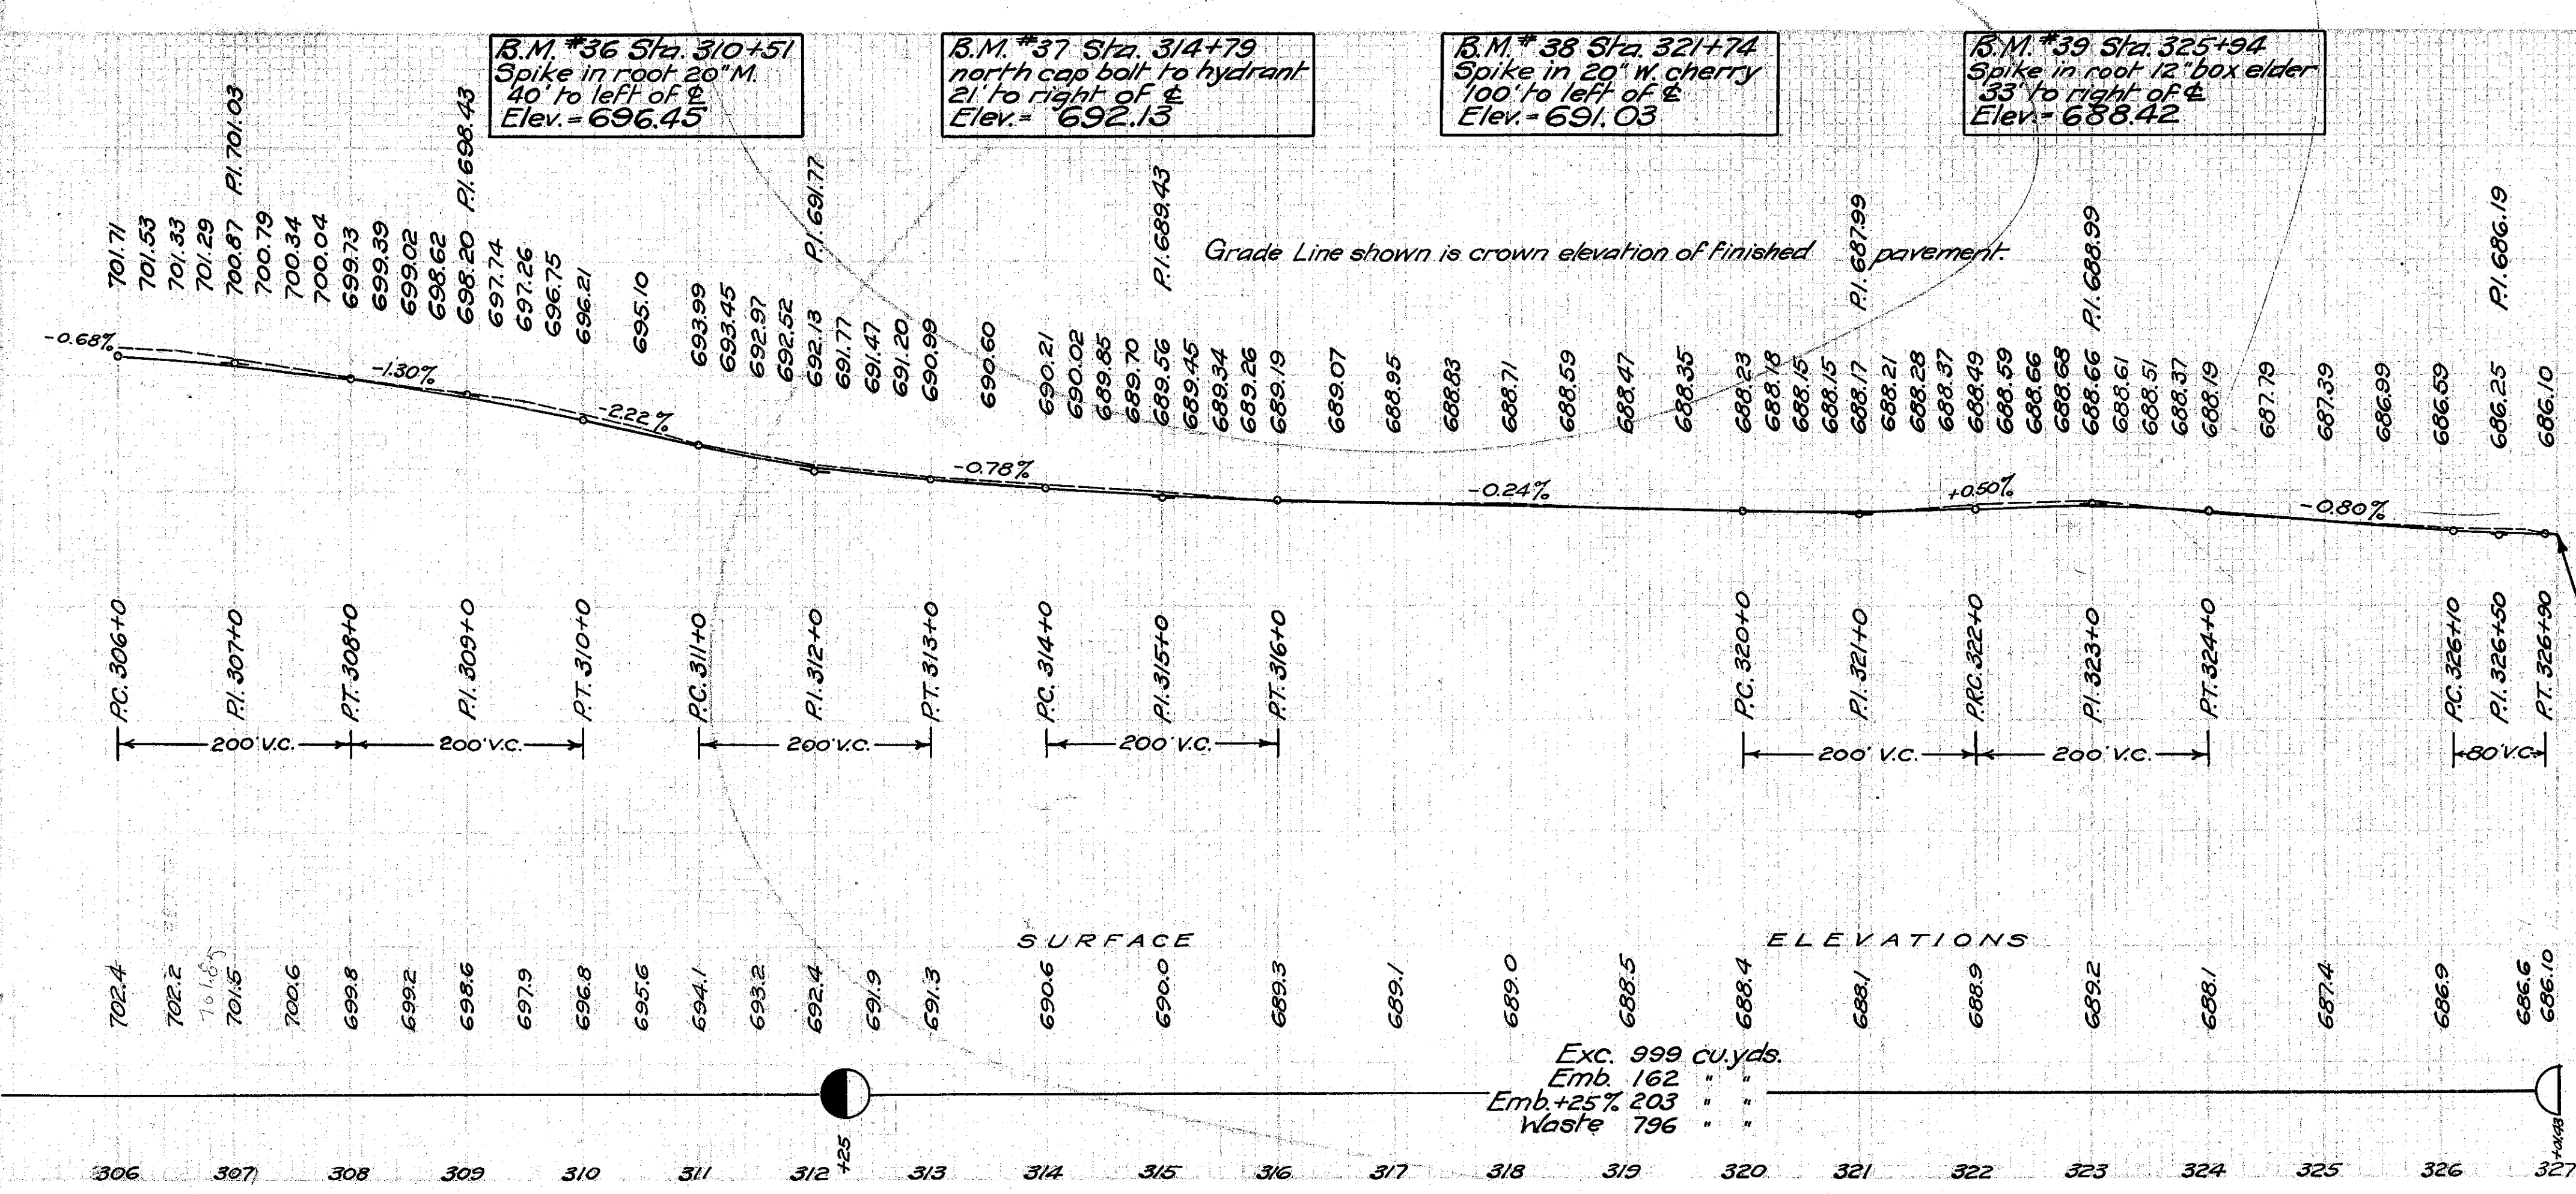 B.M. #36 Sta. 310+51
Spike in root 20" M.
40' to left of ℄
Elev. = 696.45
B.M. #37 Sta. 314+79
north cap bolt to hydrant
21' to right of ℄
Elev. = 692.13
B.M. # 38 Sta. 321+74
Spike in 20" W. cherry
100' to left of ℄
Elev. = 691.03
B.M. #39 Sta. 325+94
Spike in root 12" box elder
33' to right of ℄
Elev. = 688.42
P.I. 701.03
P.I. 698.43
P.I. 691.77
P.I. 689.43
P.I. 687.99
P.I. 688.99
P.I. 686.19
Grade Line shown is crown elevation of finished pavement.
701.71
701.53
701.33
701.29
700.87
700.79
700.34
700.04
699.73
699.39
699.02
698.62
698.20
697.74
697.26
696.75
696.21
695.10
693.99
693.45
692.97
692.52
692.13
691.77
691.47
691.20
690.99
690.60
690.21
690.02
689.85
689.70
689.56
689.45
689.34
689.26
689.19
689.07
688.95
688.83
688.71
688.59
688.47
688.35
688.23
688.18
688.15
688.15
688.17
688.21
688.28
688.37
688.49
688.59
688.66
688.68
688.66
688.61
688.51
688.37
688.19
687.79
687.39
686.99
686.59
686.25
686.10
-0.68%
-1.30%
-2.22%
-0.78%
-0.24%
+0.50%
-0.80%
P.C. 306+0
P.I. 307+0
P.T. 308+0
P.I. 309+0
P.T. 310+0
P.C. 311+0
P.I. 312+0
P.T. 313+0
P.C. 314+0
P.I. 315+0
P.T. 316+0
P.C. 320+0
P.I. 321+0
P.R.C. 322+0
P.I. 323+0
P.T. 324+0
P.C. 326+10
P.I. 326+50
P.T. 326+90
200' V.C.
200' V.C.
200' V.C.
200' V.C.
200' V.C.
200' V.C.
80' V.C.
SURFACE ELEVATIONS
702.4
702.2
701.85
701.5
700.6
699.8
699.2
698.6
697.9
696.8
695.6
694.1
693.2
692.4
691.9
691.3
690.6
690.0
689.3
689.1
689.0
688.5
688.4
688.1
688.9
689.2
688.1
687.4
686.9
686.6
686.10
Exc. 999 cu.yds.
Emb. 162 " "
Emb.+25% 203 " "
Waste 796 " "
+25
306 307 308 309 310 311 312 313 314 315 316 317 318 319 320 321 322 323 324 325 326 327